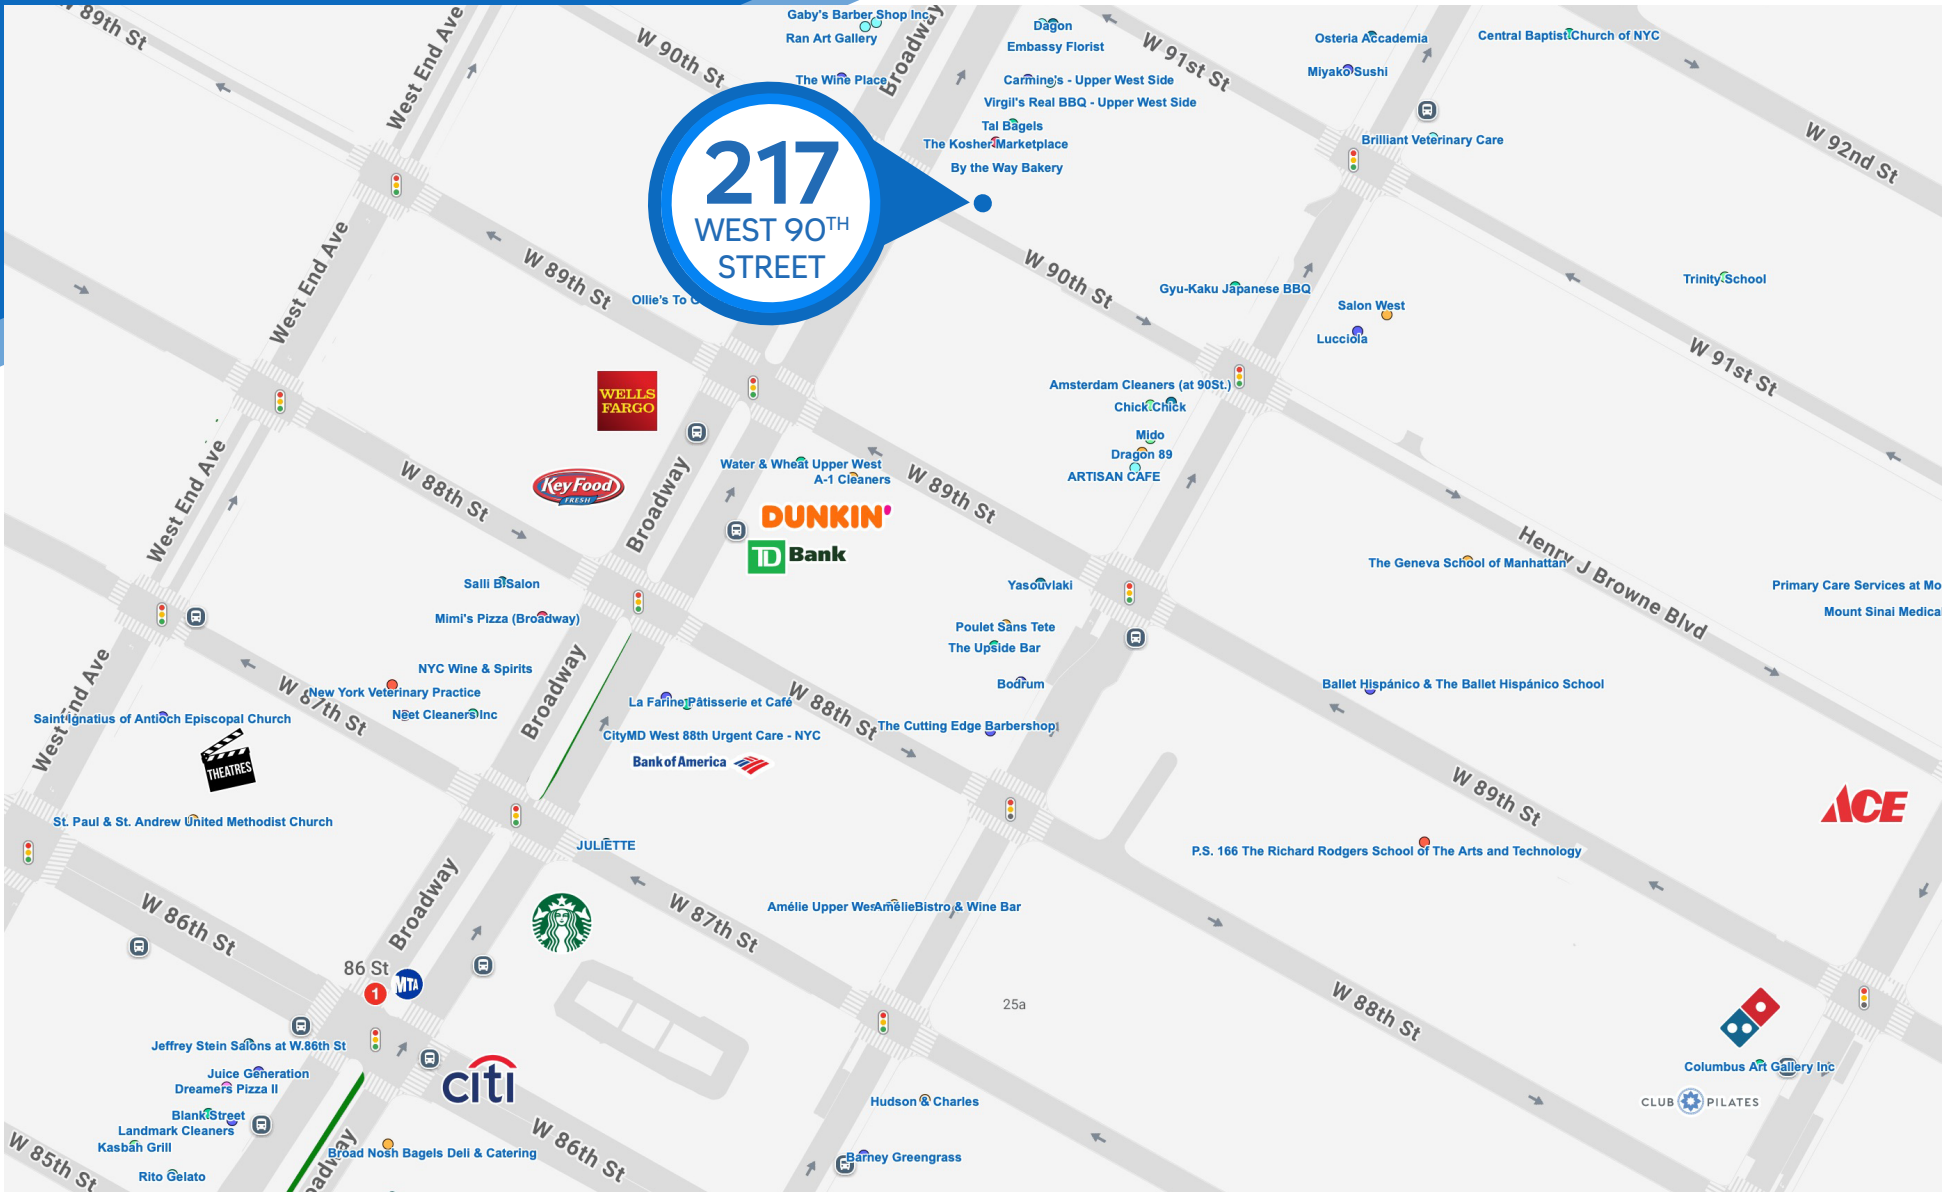 W 89th St
West End Ave
W 90th St
Gaby's Barber Shop Inc
Ran Art Gallery
The Wine Place
Broadway
Dagon
Embassy Florist
Carmine's - Upper West Side
Virgil's Real BBQ - Upper West Side
Tal Bagels
The Kosher Marketplace
By the Way Bakery
W 91st St
Osteria Accademia
Miyako Sushi
Central Baptist Church of NYC
Brilliant Veterinary Care
W 92nd St
217
WEST 90TH
STREET
West End Ave
W 89th St
Ollie's To
W 90th St
Gyu-Kaku Japanese BBQ
Salon West
Lucciola
Trinity School
W 91st St
WELLS
FARGO
Amsterdam Cleaners (at 90St.)
Chick Chick
Mido
Dragon 89
ARTISAN CAFE
West End Ave
W 88th St
Key Food
FRESH
Broadway
Water & Wheat Upper West
A-1 Cleaners
DUNKIN'
TD Bank
W 89th St
Henry J Browne Blvd
The Geneva School of Manhattan
Primary Care Services at Mo
Mount Sinai Medica
Salli B Salon
Mimi's Pizza (Broadway)
Yasouvlaki
Poulet Sans Tete
The Upside Bar
Bodrum
NYC Wine & Spirits
New York Veterinary Practice
Neet Cleaners Inc
W 87th St
West End Ave
Saint Ignatius of Antioch Episcopal Church
THEATRES
Broadway
La Farine Pâtisserie et Café
W 88th St
The Cutting Edge Barbershop
CityMD West 88th Urgent Care - NYC
Bank of America
Ballet Hispánico & The Ballet Hispánico School
W 89th St
ACE
St. Paul & St. Andrew United Methodist Church
JULIETTE
P.S. 166 The Richard Rodgers School of The Arts and Technology
W 86th St
Broadway
W 87th St
Amélie Upper Wes
Amélie Bistro & Wine Bar
86 St
1
MTA
25a
W 88th St
Jeffrey Stein Salons at W.86th St
Juice Generation
Dreamers Pizza II
Blank Street
Landmark Cleaners
Kasbah Grill
Rito Gelato
W 85th St
citi
Broad Nosh Bagels Deli & Catering
W 86th St
Hudson & Charles
Barney Greengrass
Columbus Art Gallery Inc
CLUB PILATES